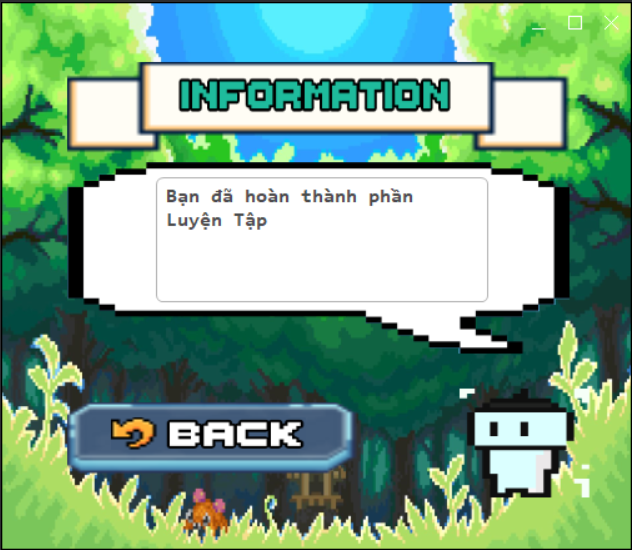 INFORMATION
Bạn đã hoàn thành phần
Luyện Tập
BACK